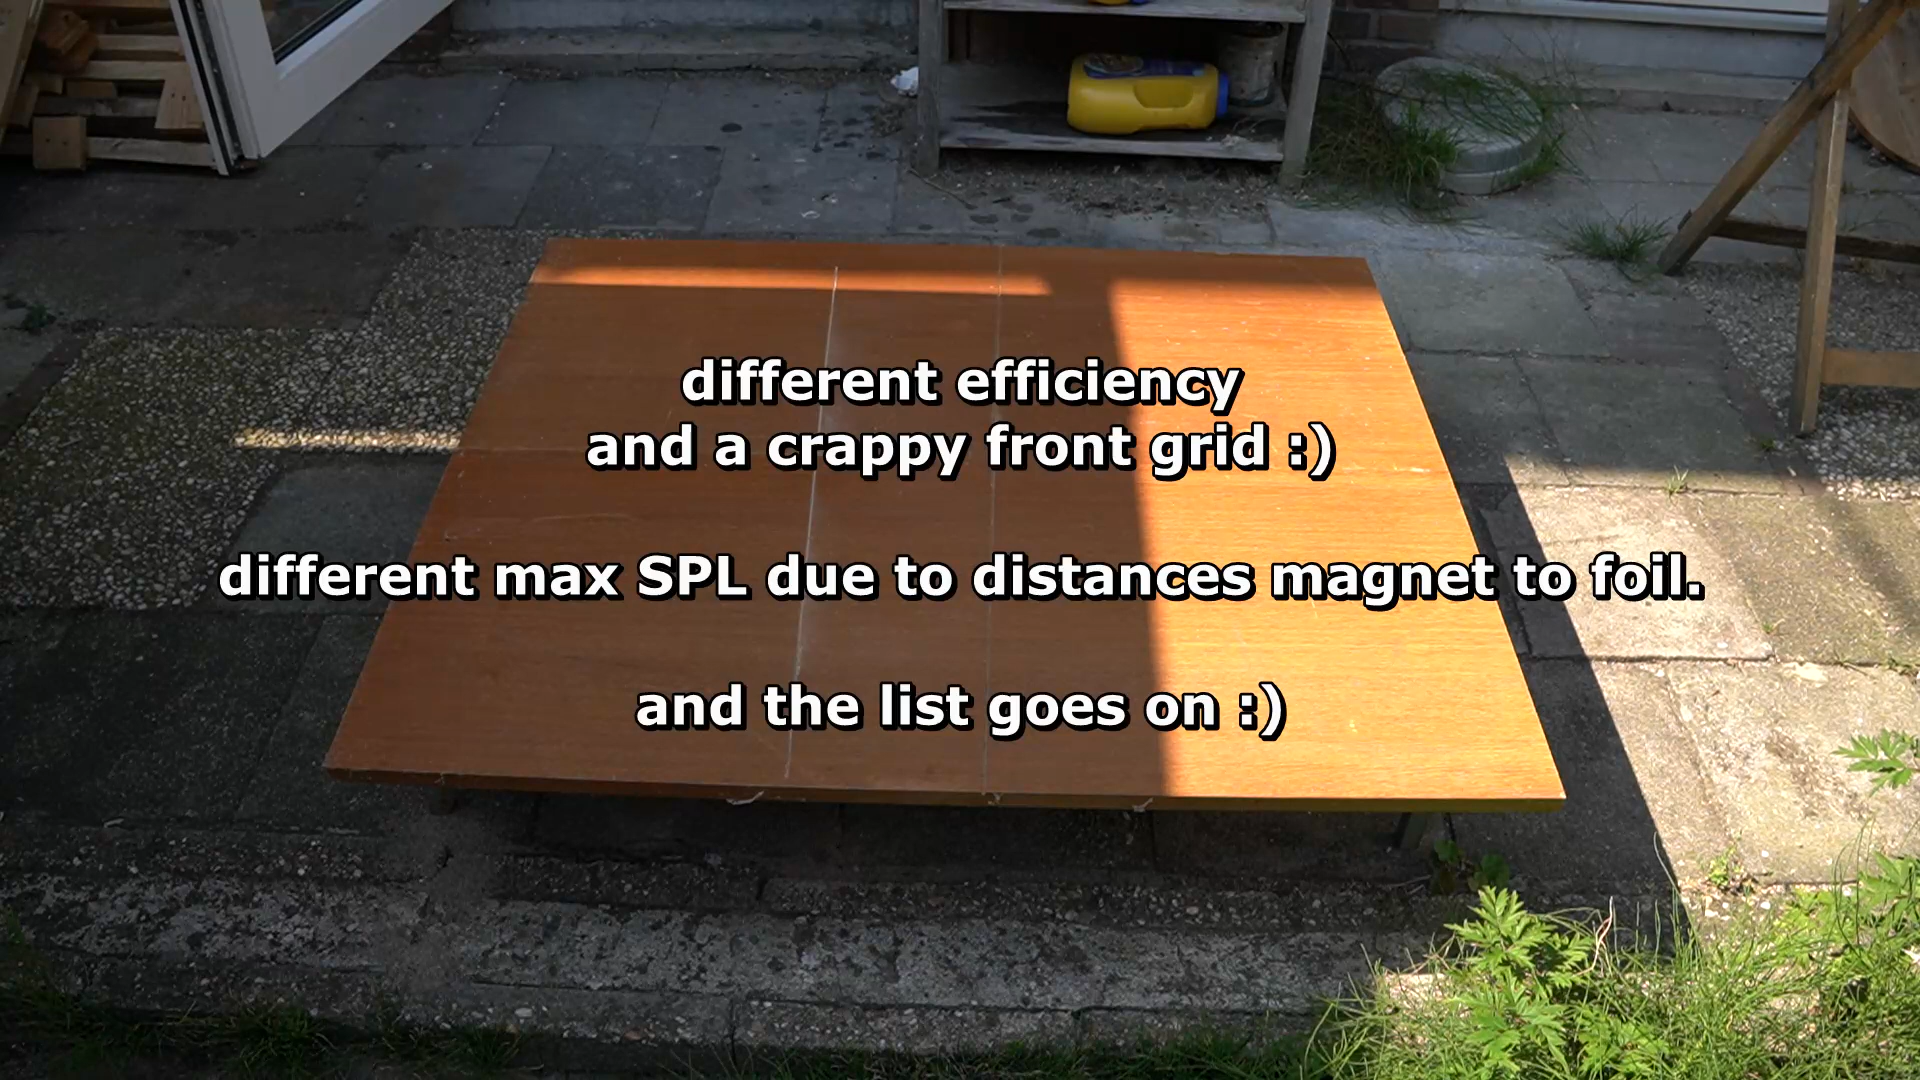 different efficiency
and a crappy front grid :)
different max SPL due to distances magnet to foil.
and the list goes on :)